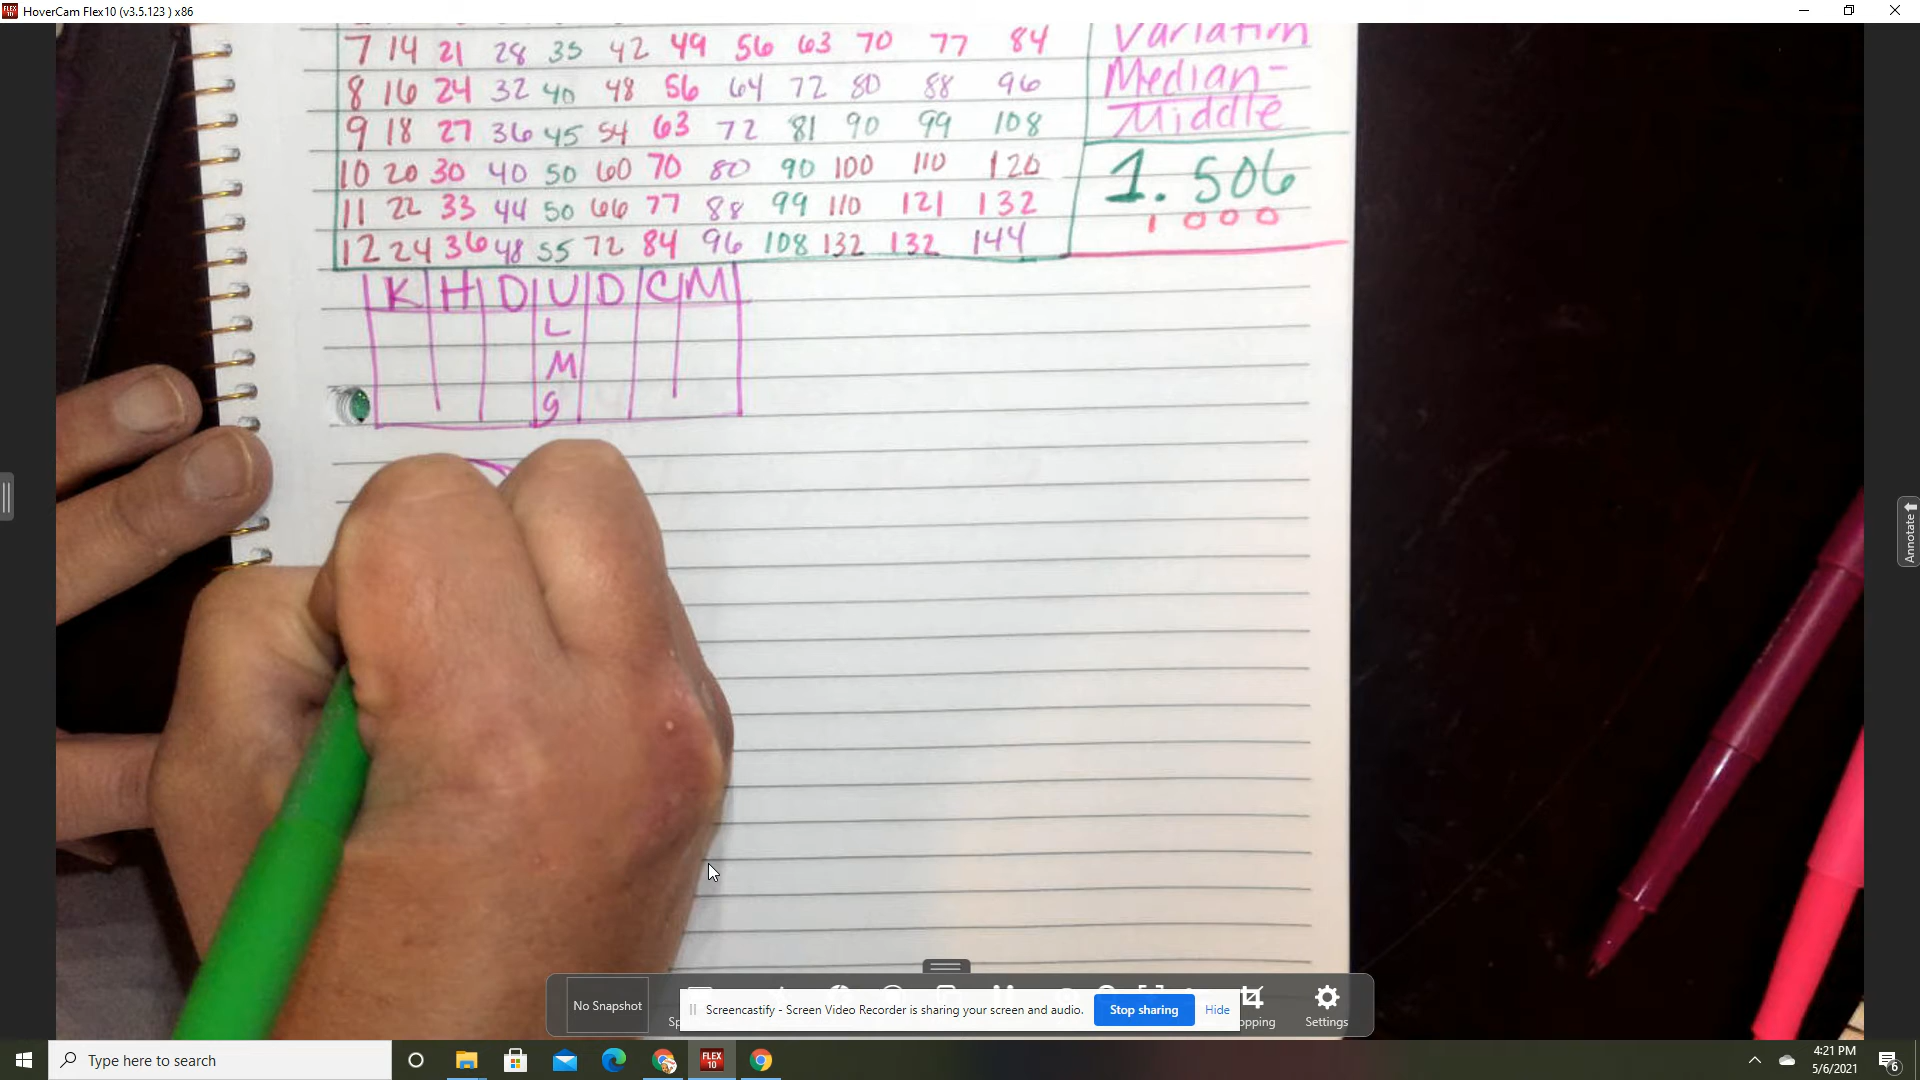 HoverCam Flex10 (v3.5.123 ) x86
7 14 21 28 35 42 49 56 63 70 77 84
8 16 24 32 40 48 56 64 72 80 88 96
9 18 27 36 45 54 63 72 81 90 99 108
10 20 30 40 50 60 70 80 90 100 110 120
11 22 33 44 50 66 77 88 99 110 121 132
12 24 36 48 55 72 84 96 108 132 132 144
Variation
Median-
Middle
1. 506
1 000
K H D U D C M
L
M
g
Annotate
No Snapshot
Screencastify - Screen Video Recorder is sharing your screen and audio.
Stop sharing
Hide
Settings
Type here to search
FLEX
10
4:21 PM
5/6/2021
6